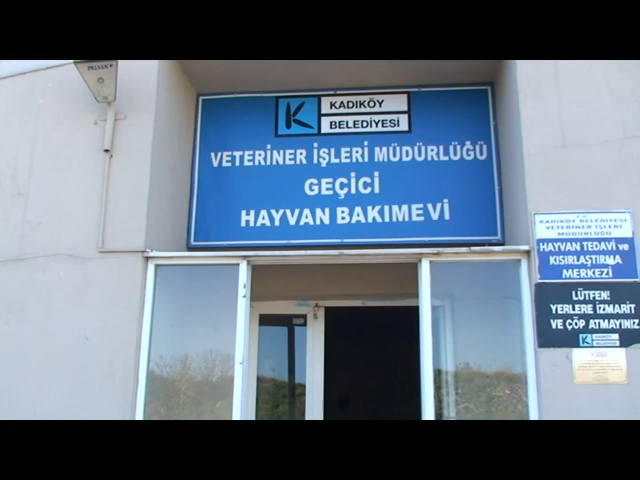 PELSAN
K KADIKÖY
BELEDİYESİ
VETERİNER İŞLERİ MÜDÜRLÜĞÜ
GEÇİCİ
HAYVAN BAKIMEVİ
T.C.
KADIKÖY BELEDİYESİ
VETERİNER İŞLERİ
MÜDÜRLÜĞÜ
HAYVAN TEDAVİ ve
KISIRLAŞTIRMA
MERKEZİ
LÜTFEN!
YERLERE İZMARİT
VE ÇÖP ATMAYINIZ
K KADIKÖY
BELEDİYESİ